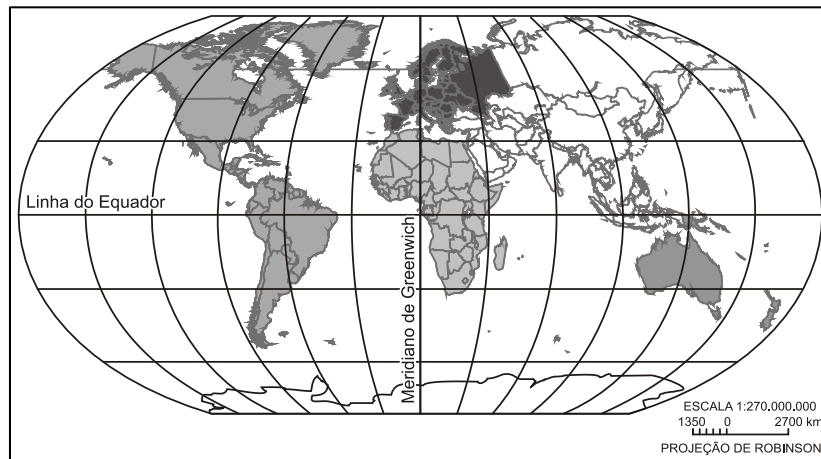 Linha do Equador
Meridiano de Greenwich
ESCALA 1:270.000.000
1350 0 2700 km
PROJEÇÃO DE ROBINSON